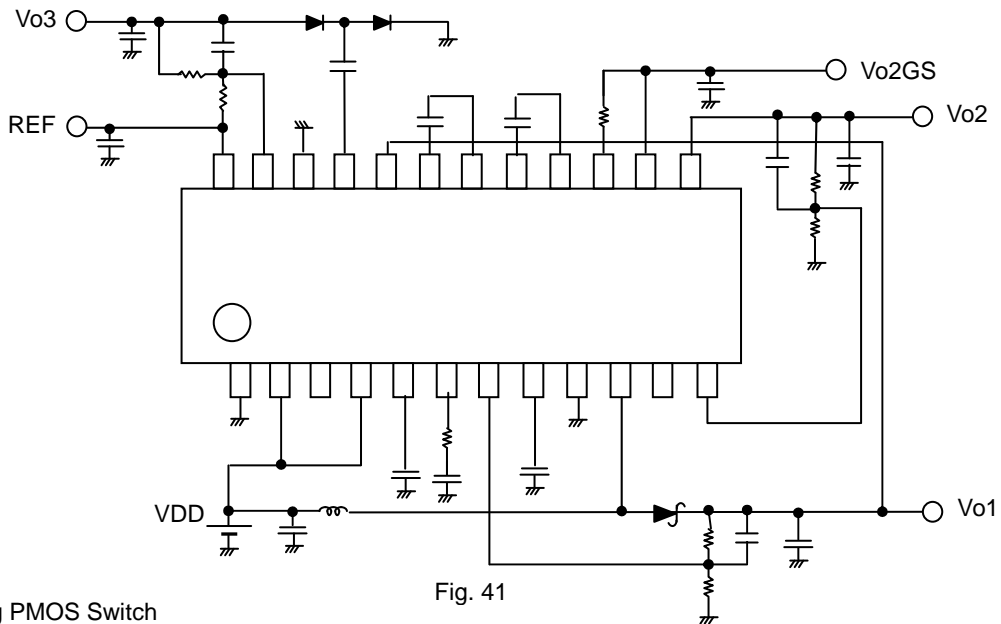 Vo3
Vo2GS
Vo2
REF
VDD
Vo1
Fig. 41
PMOS Switch